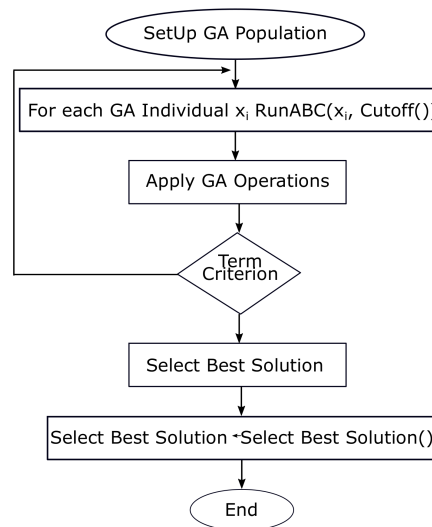 SetUp GA Population
For each GA Individual xᵢ RunABC(xᵢ, Cutoff())
Apply GA Operations
Term
Criterion
Select Best Solution
Select Best Solution ←Select Best Solution()
End